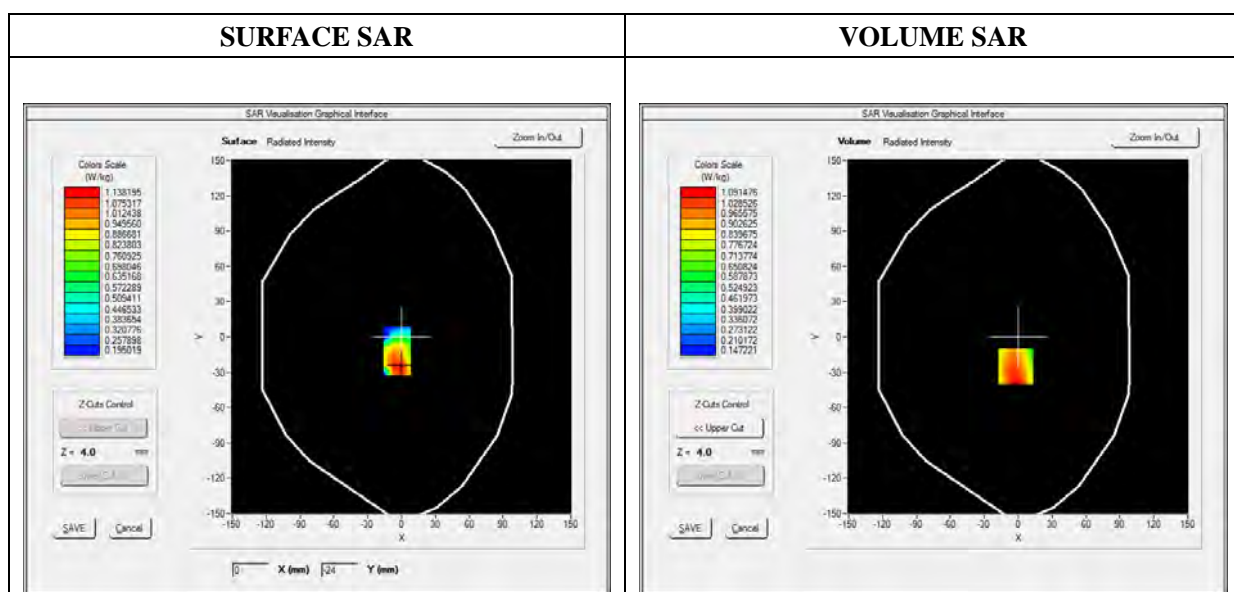 SURFACE SAR
VOLUME SAR
SAR Visualisation Graphical Interface
Surface Radiated Intensity
Zoom In/Out
Colors Scale
(W/kg)
1.138195
1.075317
1.012438
0.949560
0.886681
0.823803
0.760925
0.698046
0.635168
0.572289
0.509411
0.446533
0.383654
0.320776
0.257898
0.195019
Z-Cuts Control
<< Upper Cut
Z = 4.0 mm
SAVE
Cancel
150
120
90
60
30
0
-30
-60
-90
-120
-150
Y
-150 -120 -90 -60 -30 0 30 60 90 120 150
X
0 X (mm) -24 Y (mm)
SAR Visualisation Graphical Interface
Volume Radiated Intensity
Zoom In/Out
Colors Scale
(W/kg)
1.091476
1.028526
0.965575
0.902625
0.839675
0.776724
0.713774
0.650824
0.587873
0.524923
0.461973
0.399022
0.336072
0.273122
0.210172
0.147221
Z-Cuts Control
<< Upper Cut
Z = 4.0 mm
SAVE
Cancel
150
120
90
60
30
0
-30
-60
-90
-120
-150
Y
-150 -120 -90 -60 -30 0 30 60 90 120 150
X